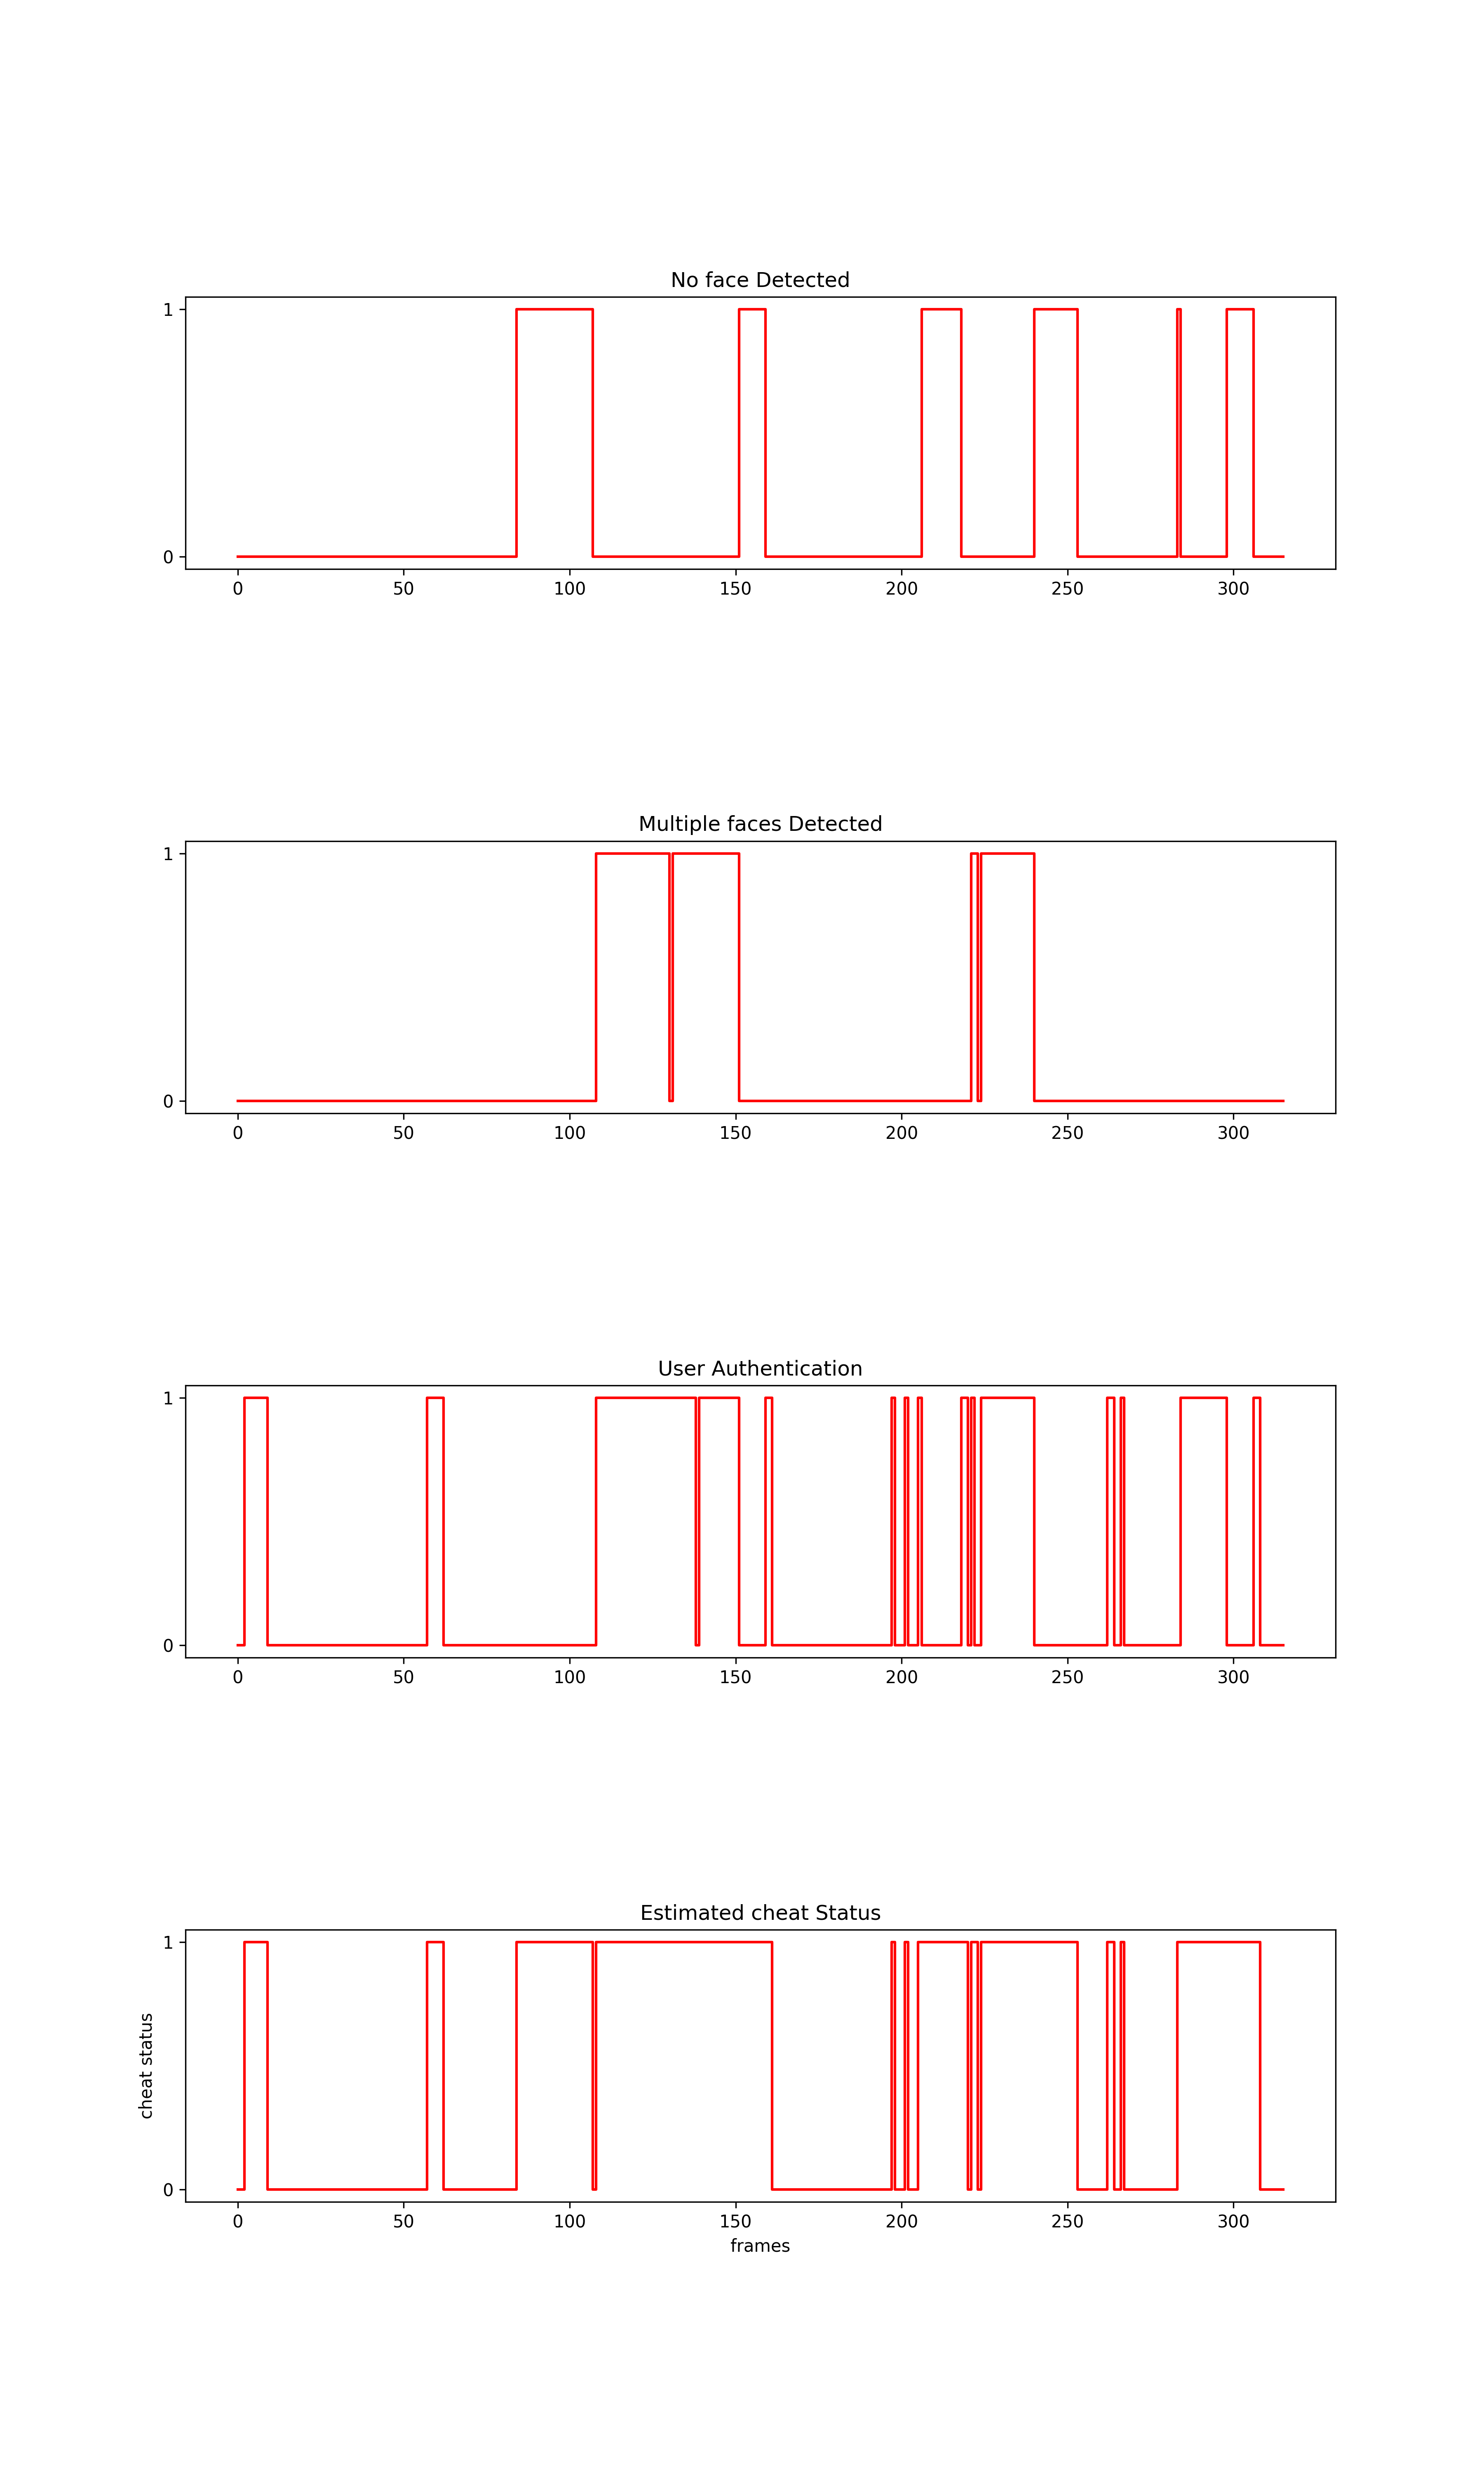 No face Detected
1
0
0 50 100 150 200 250 300
Multiple faces Detected
1
0
0 50 100 150 200 250 300
User Authentication
1
0
0 50 100 150 200 250 300
Estimated cheat Status
1
cheat status
0
0 50 100 150 200 250 300
frames